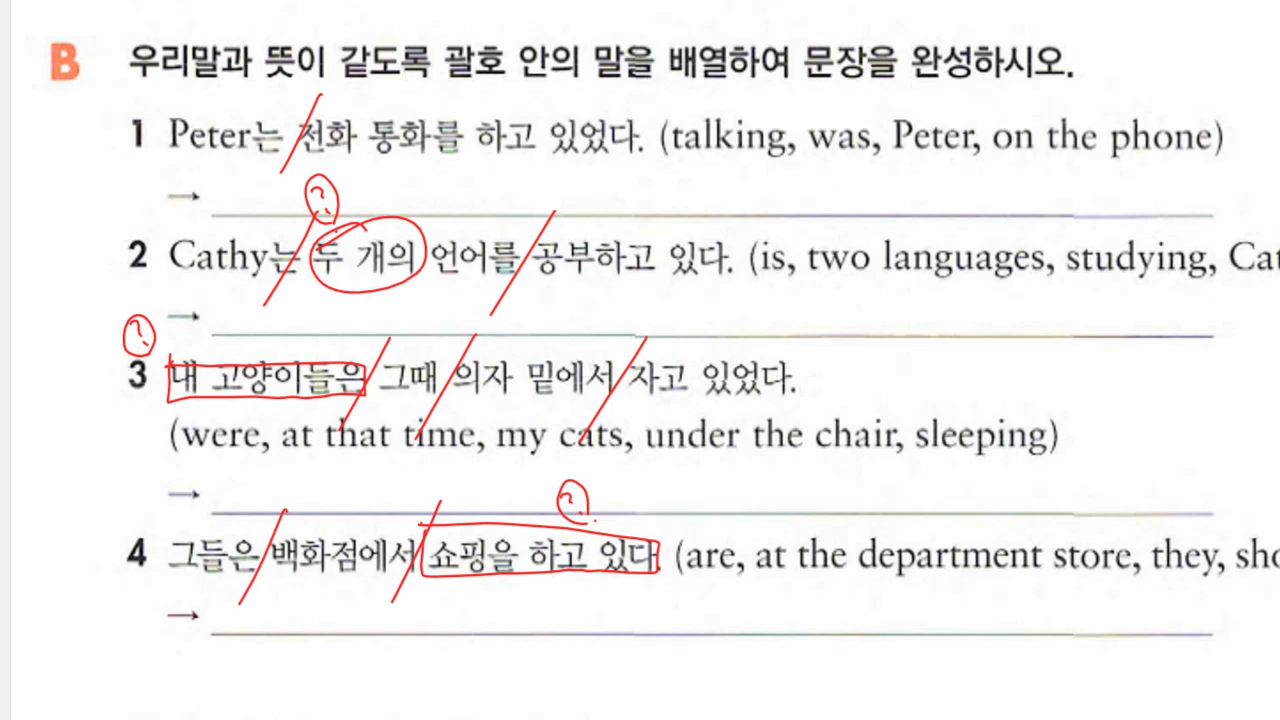 B 우리말과 뜻이 같도록 괄호 안의 말을 배열하여 문장을 완성하시오.
1 Peter는 전화 통화를 하고 있었다. (talking, was, Peter, on the phone)
→
?
2 Cathy는 두 개의 언어를 공부하고 있다. (is, two languages, studying,
→
?
3 내 고양이들은 그때 의자 밑에서 자고 있었다.
(were, at that time, my cats, under the chair, sleeping)
→
?
4 그들은 백화점에서 쇼핑을 하고 있다. (are, at the department store, they,
→